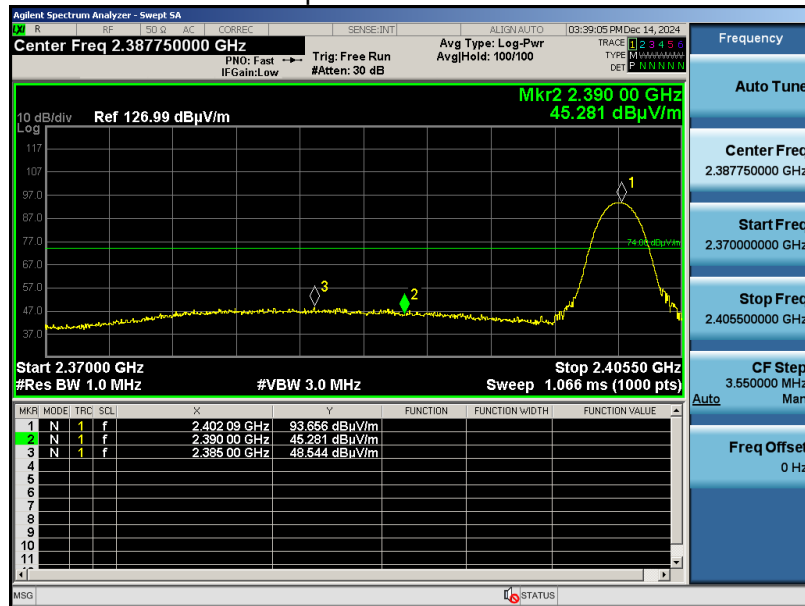 Agilent Spectrum Analyzer - Swept SA
LXI R RF 50 Ω AC CORREC SENSE:INT ALIGN AUTO 03:39:05 PM Dec 14, 2024
Center Freq 2.387750000 GHz Avg Type: Log-Pwr TRACE 1 2 3 4 5 6
PNO: Fast Trig: Free Run Avg|Hold: 100/100 TYPE M WWWWW
IFGain:Low #Atten: 30 dB DET P N N N N N
Frequency
Auto Tune
Center Freq
2.387750000 GHz
Start Freq
2.370000000 GHz
Stop Freq
2.405500000 GHz
CF Step
3.550000 MHz
Auto Man
Freq Offset
0 Hz
Mkr2 2.390 00 GHz
10 dB/div Ref 126.99 dBµV/m 45.281 dBµV/m
Log
117
107
97.0
87.0
77.0
67.0
57.0
47.0
37.0
1
74.00 dBµV/m
3
2
Start 2.37000 GHz Stop 2.40550 GHz
#Res BW 1.0 MHz #VBW 3.0 MHz Sweep 1.066 ms (1000 pts)
MKR MODE TRC SCL X Y FUNCTION FUNCTION WIDTH FUNCTION VALUE
1 N 1 f 2.402 09 GHz 93.656 dBµV/m
2 N 1 f 2.390 00 GHz 45.281 dBµV/m
3 N 1 f 2.385 00 GHz 48.544 dBµV/m
4
5
6
7
8
9
10
11
MSG STATUS